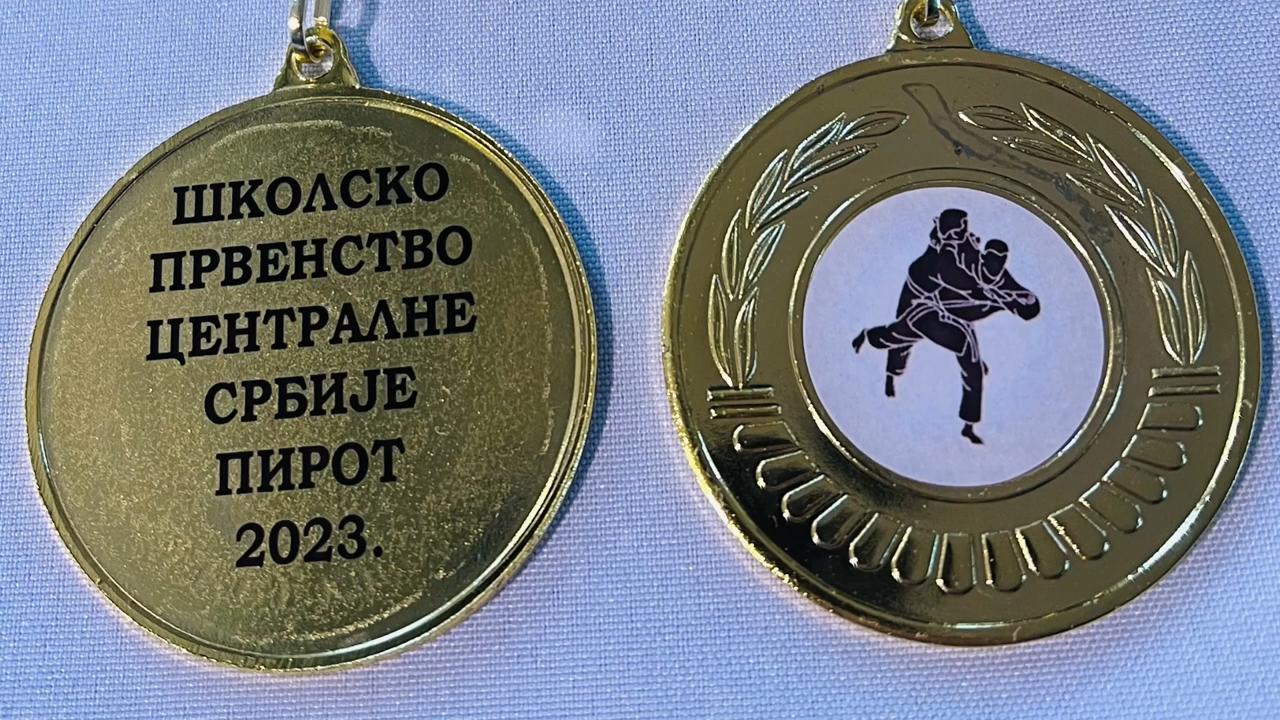 ШКОЛСКО
ПРВЕНСТВО
ЦЕНТРАЛНЕ
СРБИЈЕ
ПИРОТ
2023.